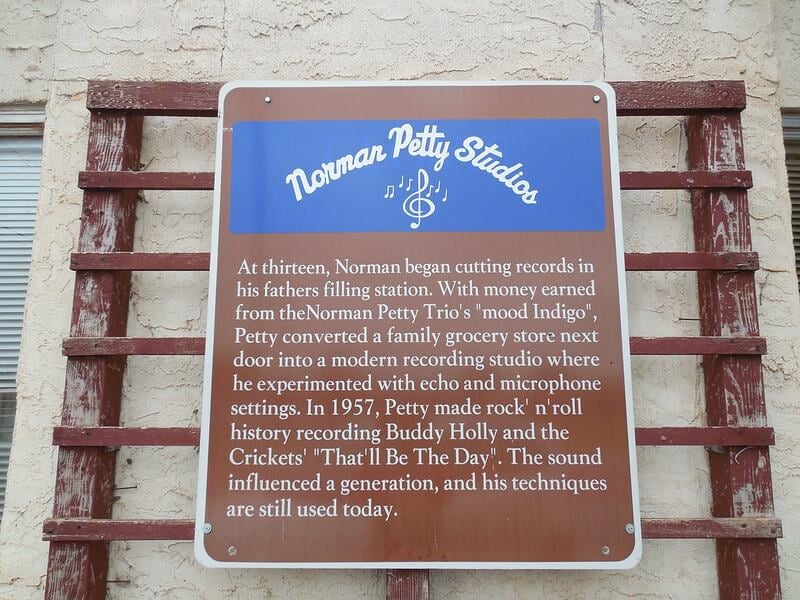 Norman Petty Studios
At thirteen, Norman began cutting records in
his fathers filling station. With money earned
from theNorman Petty Trio's "mood Indigo",
Petty converted a family grocery store next
door into a modern recording studio where
he experimented with echo and microphone
settings. In 1957, Petty made rock' n'roll
history recording Buddy Holly and the
Crickets' "That'll Be The Day". The sound
influenced a generation, and his techniques
are still used today.